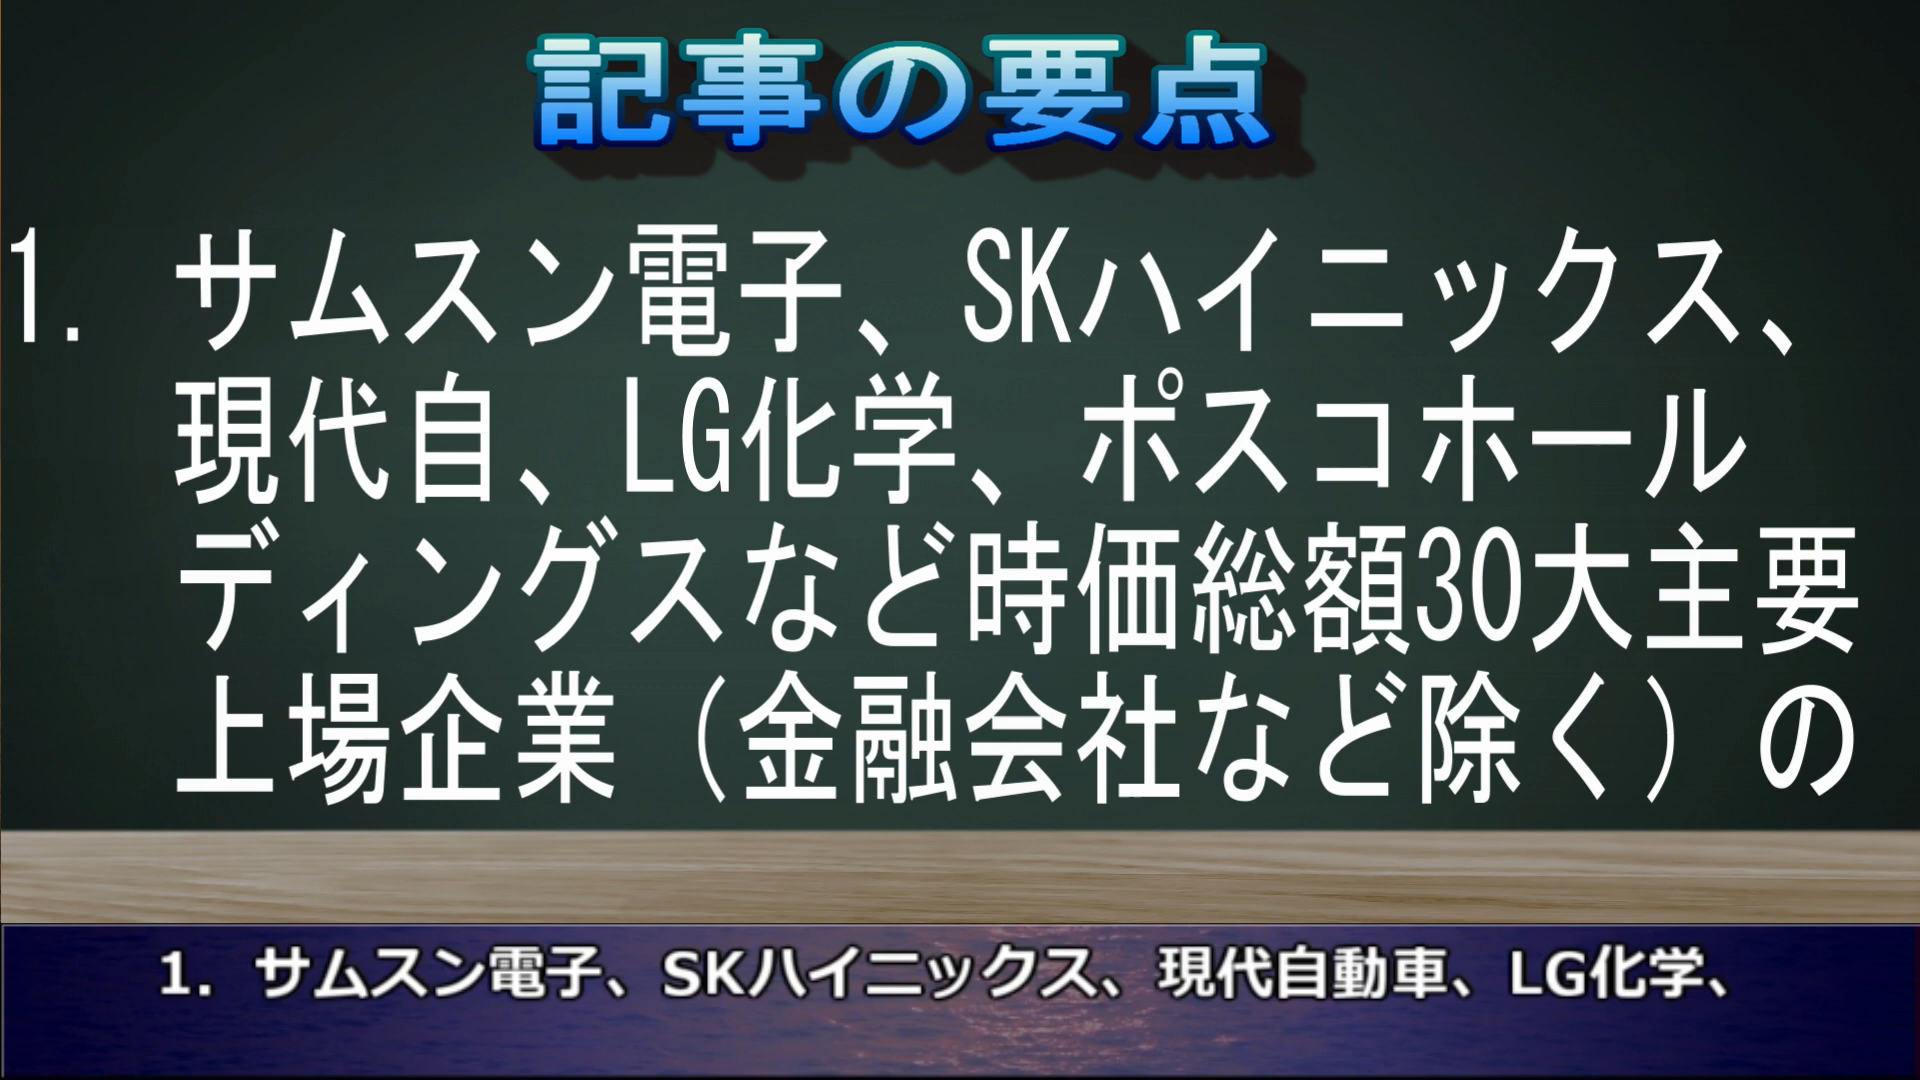 記事の要点
1. サムスン電子、SKハイニックス、
現代自、LG化学、ポスコホール
ディングスなど時価総額30大主要
上場企業（金融会社など除く）の
1. サムスン電子、SKハイニックス、現代自動車、LG化学、